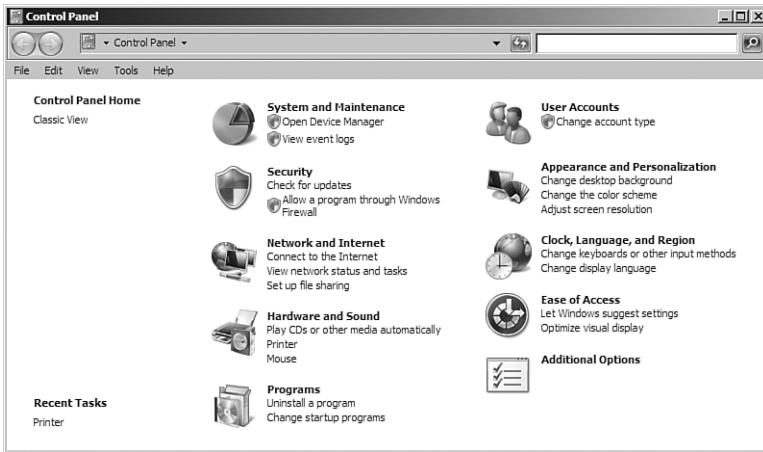 Control Panel
Control Panel
File Edit View Tools Help
Control Panel Home
Classic View
System and Maintenance
Open Device Manager
View event logs
Security
Check for updates
Allow a program through Windows
Firewall
Network and Internet
Connect to the Internet
View network status and tasks
Set up file sharing
Hardware and Sound
Play CDs or other media automatically
Printer
Mouse
Programs
Uninstall a program
Change startup programs
User Accounts
Change account type
Appearance and Personalization
Change desktop background
Change the color scheme
Adjust screen resolution
Clock, Language, and Region
Change keyboards or other input methods
Change display language
Ease of Access
Let Windows suggest settings
Optimize visual display
Additional Options
Recent Tasks
Printer